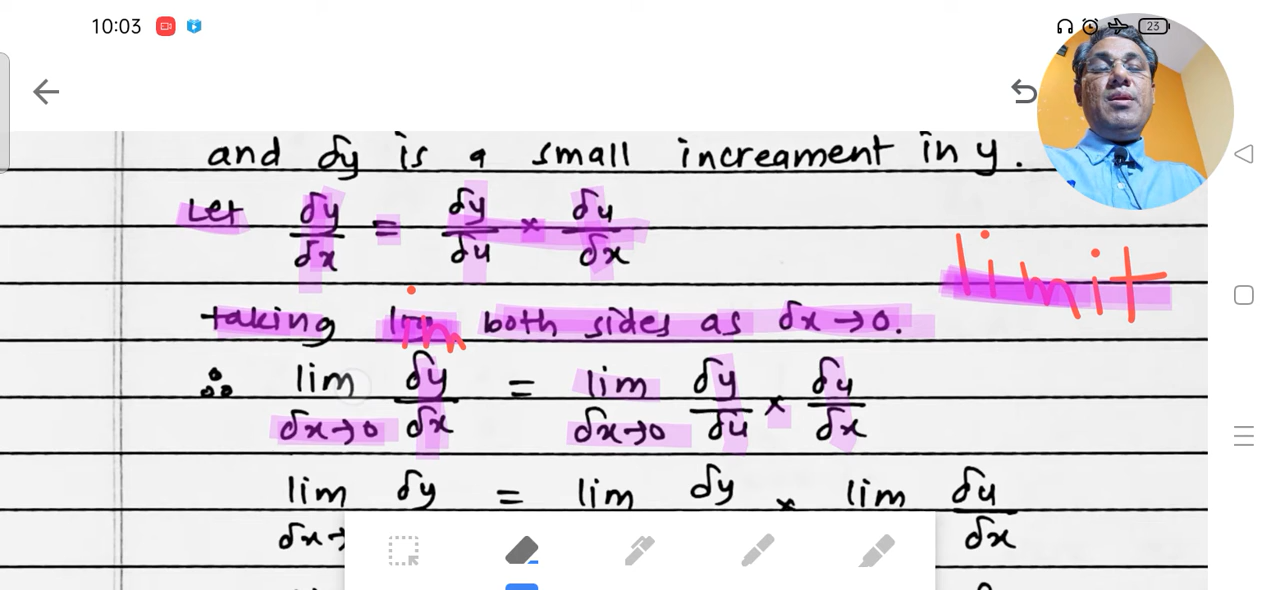 10:03
23
and δy is a small increament in y.
Let δy/δx = δy/δu × δu/δx
limit
taking lim both sides as δx→0.
∴ lim δx→0 δy/δx = lim δx→0 δy/δu × δu/δx
lim δy = lim δy × lim δu/δx
δx→